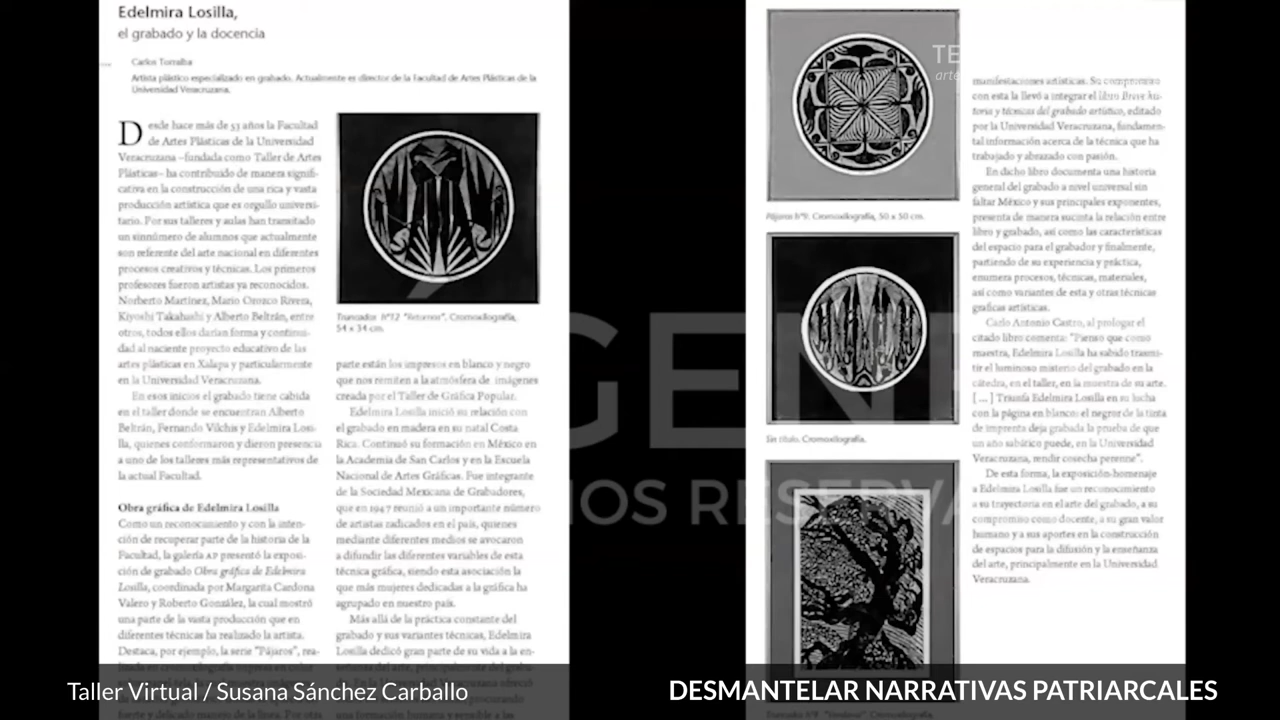 Edelmira Losilla,
el grabado y la docencia
Carlos Torralba
Artista plástico especializado en grabado. Actualmente es director de la Facultad de Artes Plásticas de la
Universidad Veracruzana.
Desde hace más de 53 años la Facultad
de Artes Plásticas de la Universidad
Veracruzana –fundada como Taller de Artes
Plásticas– ha contribuido de manera signifi-
cativa en la construcción de una rica y vasta
producción artística que es orgullo universi-
tario. Por sus talleres y aulas han transitado
un sinnúmero de alumnos que actualmente
son referente del arte nacional en diferentes
procesos creativos y técnicas. Los primeros
profesores fueron artistas ya reconocidos.
Norberto Martínez, Mario Orozco Rivera,
Kiyoshi Takahashi y Alberto Beltrán, entre
otros, todos ellos darían forma y continui-
dad al naciente proyecto educativo de las
artes plásticas en Xalapa y particularmente
en la Universidad Veracruzana.
En esos inicios el grabado tiene cabida
en el taller donde se encuentran Alberto
Beltrán, Fernando Vilchis y Edelmira Losi-
lla, quienes conformaron y dieron presencia
a uno de los talleres más representativos de
la actual Facultad.
Obra gráfica de Edelmira Losilla
Como un reconocimiento y con la inten-
ción de recuperar parte de la historia de la
Facultad, la galería AP presentó la exposi-
ción de grabado Obra gráfica de Edelmira
Losilla, coordinada por Margarita Cardona
Valero y Roberto González, la cual mostró
una parte de la vasta producción que en
diferentes técnicas ha realizado la artista.
Destaca, por ejemplo, la serie "Pájaros", rea-
Truncador nº12 "Retorno". Cromoxilografía,
54 x 34 cm.
parte están los impresos en blanco y negro
que nos remiten a la atmósfera de imágenes
creada por el Taller de Gráfica Popular.
Edelmira Losilla inició su relación con
el grabado en madera en su natal Costa
Rica. Continuó su formación en México en
la Academia de San Carlos y en la Escuela
Nacional de Artes Gráficas. Fue integrante
de la Sociedad Mexicana de Grabadores,
que en 1947 reunió a un importante número
de artistas radicados en el país, quienes
mediante diferentes medios se avocaron
a difundir las diferentes variables de esta
técnica gráfica, siendo esta asociación la
que más mujeres dedicadas a la gráfica ha
agrupado en nuestro país.
Más allá de la práctica constante del
grabado y sus variantes técnicas, Edelmira
Losilla dedicó gran parte de su vida a la en-
Pájaros nº9. Cromoxilografía, 50 x 50 cm.
Sin título. Cromoxilografía.
TE
arte
manifestaciones artísticas. Su compromiso
con esta la llevó a integrar el libro Breve his-
toria y técnicas del grabado artístico, editado
por la Universidad Veracruzana, fundamen-
tal información acerca de la técnica que ha
trabajado y abrazado con pasión.
En dicho libro documenta una historia
general del grabado a nivel universal sin
faltar México y sus principales exponentes,
presenta de manera sucinta la relación entre
libro y grabado, así como las características
del espacio para el grabador y finalmente,
partiendo de su experiencia y práctica,
enumera procesos, técnicas, materiales,
así como variantes de esta y otras técnicas
graficas artísticas.
Carlo Antonio Castro, al prologar el
citado libro comenta: "Pienso que como
maestra, Edelmira Losilla ha sabido trasmi-
tir el luminoso misterio del grabado en la
cátedra, en el taller, en la muestra de su arte.
[ ... ] Triunfa Edelmira Losilla en su lucha
con la página en blanco: el negror de la tinta
de imprenta deja grabada la prueba de que
un año sabático puede, en la Universidad
Veracruzana, rendir cosecha perenne".
De esta forma, la exposición-homenaje
a Edelmira Losilla fue un reconocimiento
a su trayectoria en el arte del grabado, a su
compromiso como docente, a su gran valor
humano y a sus aportes en la construcción
de espacios para la difusión y la enseñanza
del arte, principalmente en la Universidad
Veracruzana.
GEN
IOS RESERVA
Taller Virtual / Susana Sánchez Carballo
DESMANTELAR NARRATIVAS PATRIARCALES